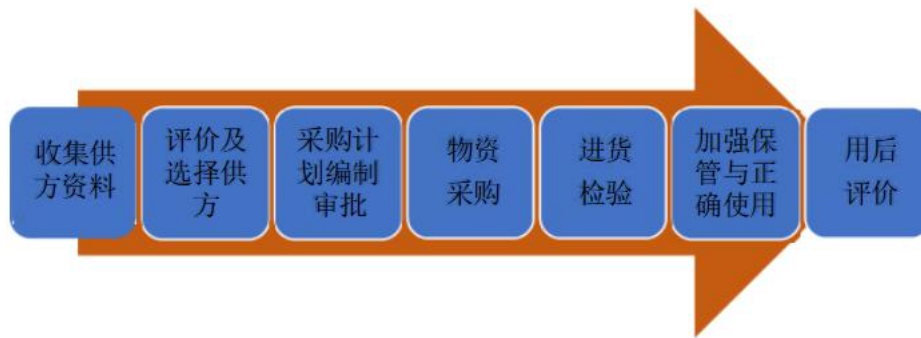 收集供
方资料
评价及
选择供
方
采购计
划编制
审批
物资
采购
进货
检验
加强保
管与正
确使用
用后
评价